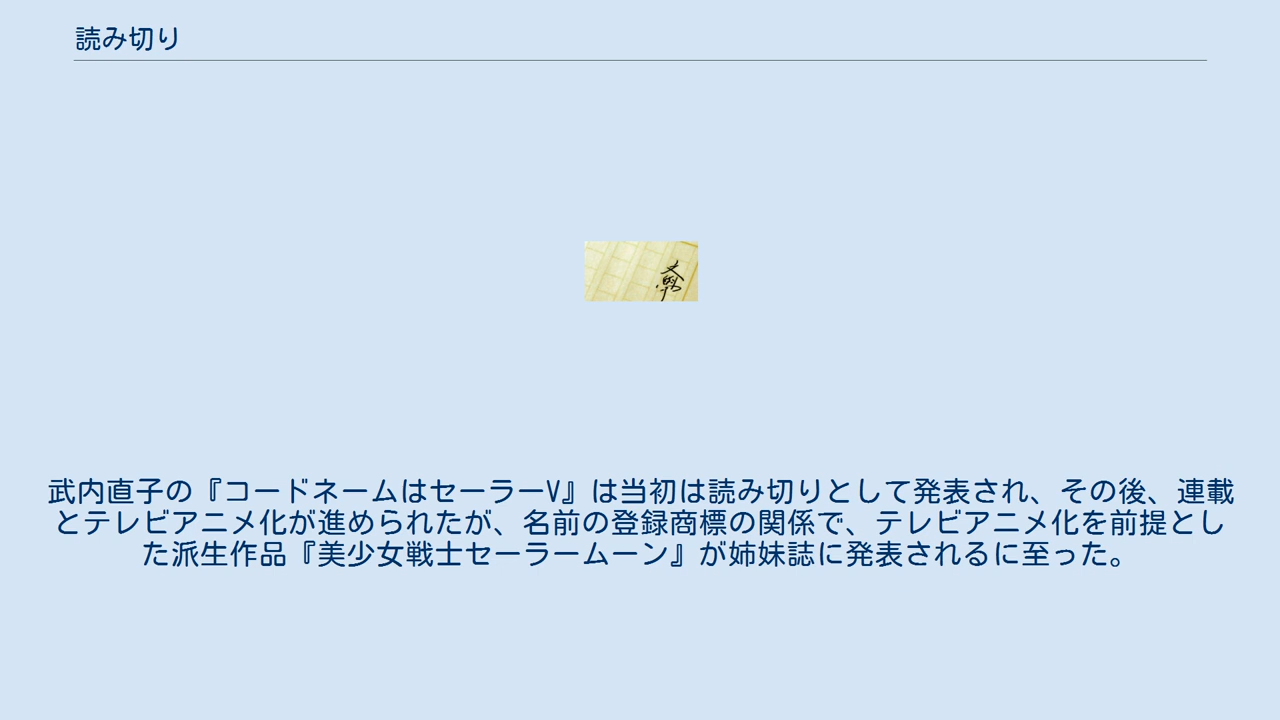 読み切り
武内直子の『コードネームはセーラーV』は当初は読み切りとして発表され、その後、連載
とテレビアニメ化が進められたが、名前の登録商標の関係で、テレビアニメ化を前提とし
た派生作品『美少女戦士セーラームーン』が姉妹誌に発表されるに至った。